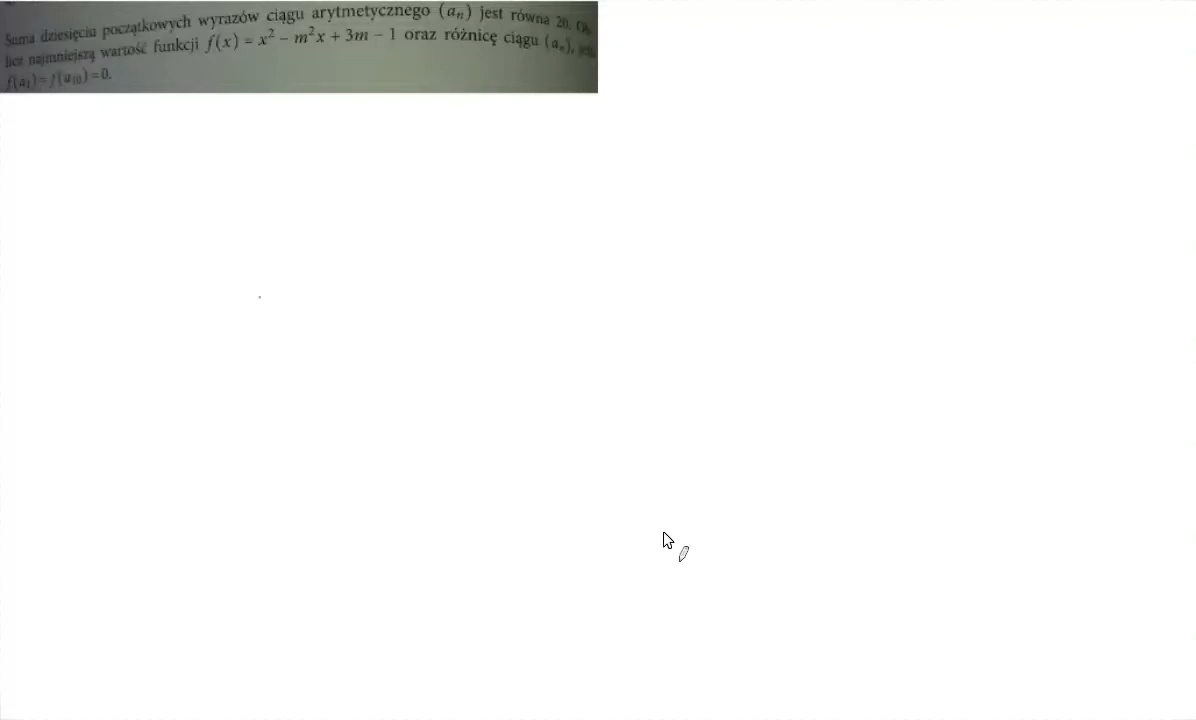 Suma dziesięciu początkowych wyrazów ciągu arytmetycznego (aₙ) jest równa 20.
licz najmniejszą wartość funkcji f(x) = x² − m²x + 3m − 1 oraz różnicę ciągu (aₙ),
f(a₁) = f(a₁₀) = 0.